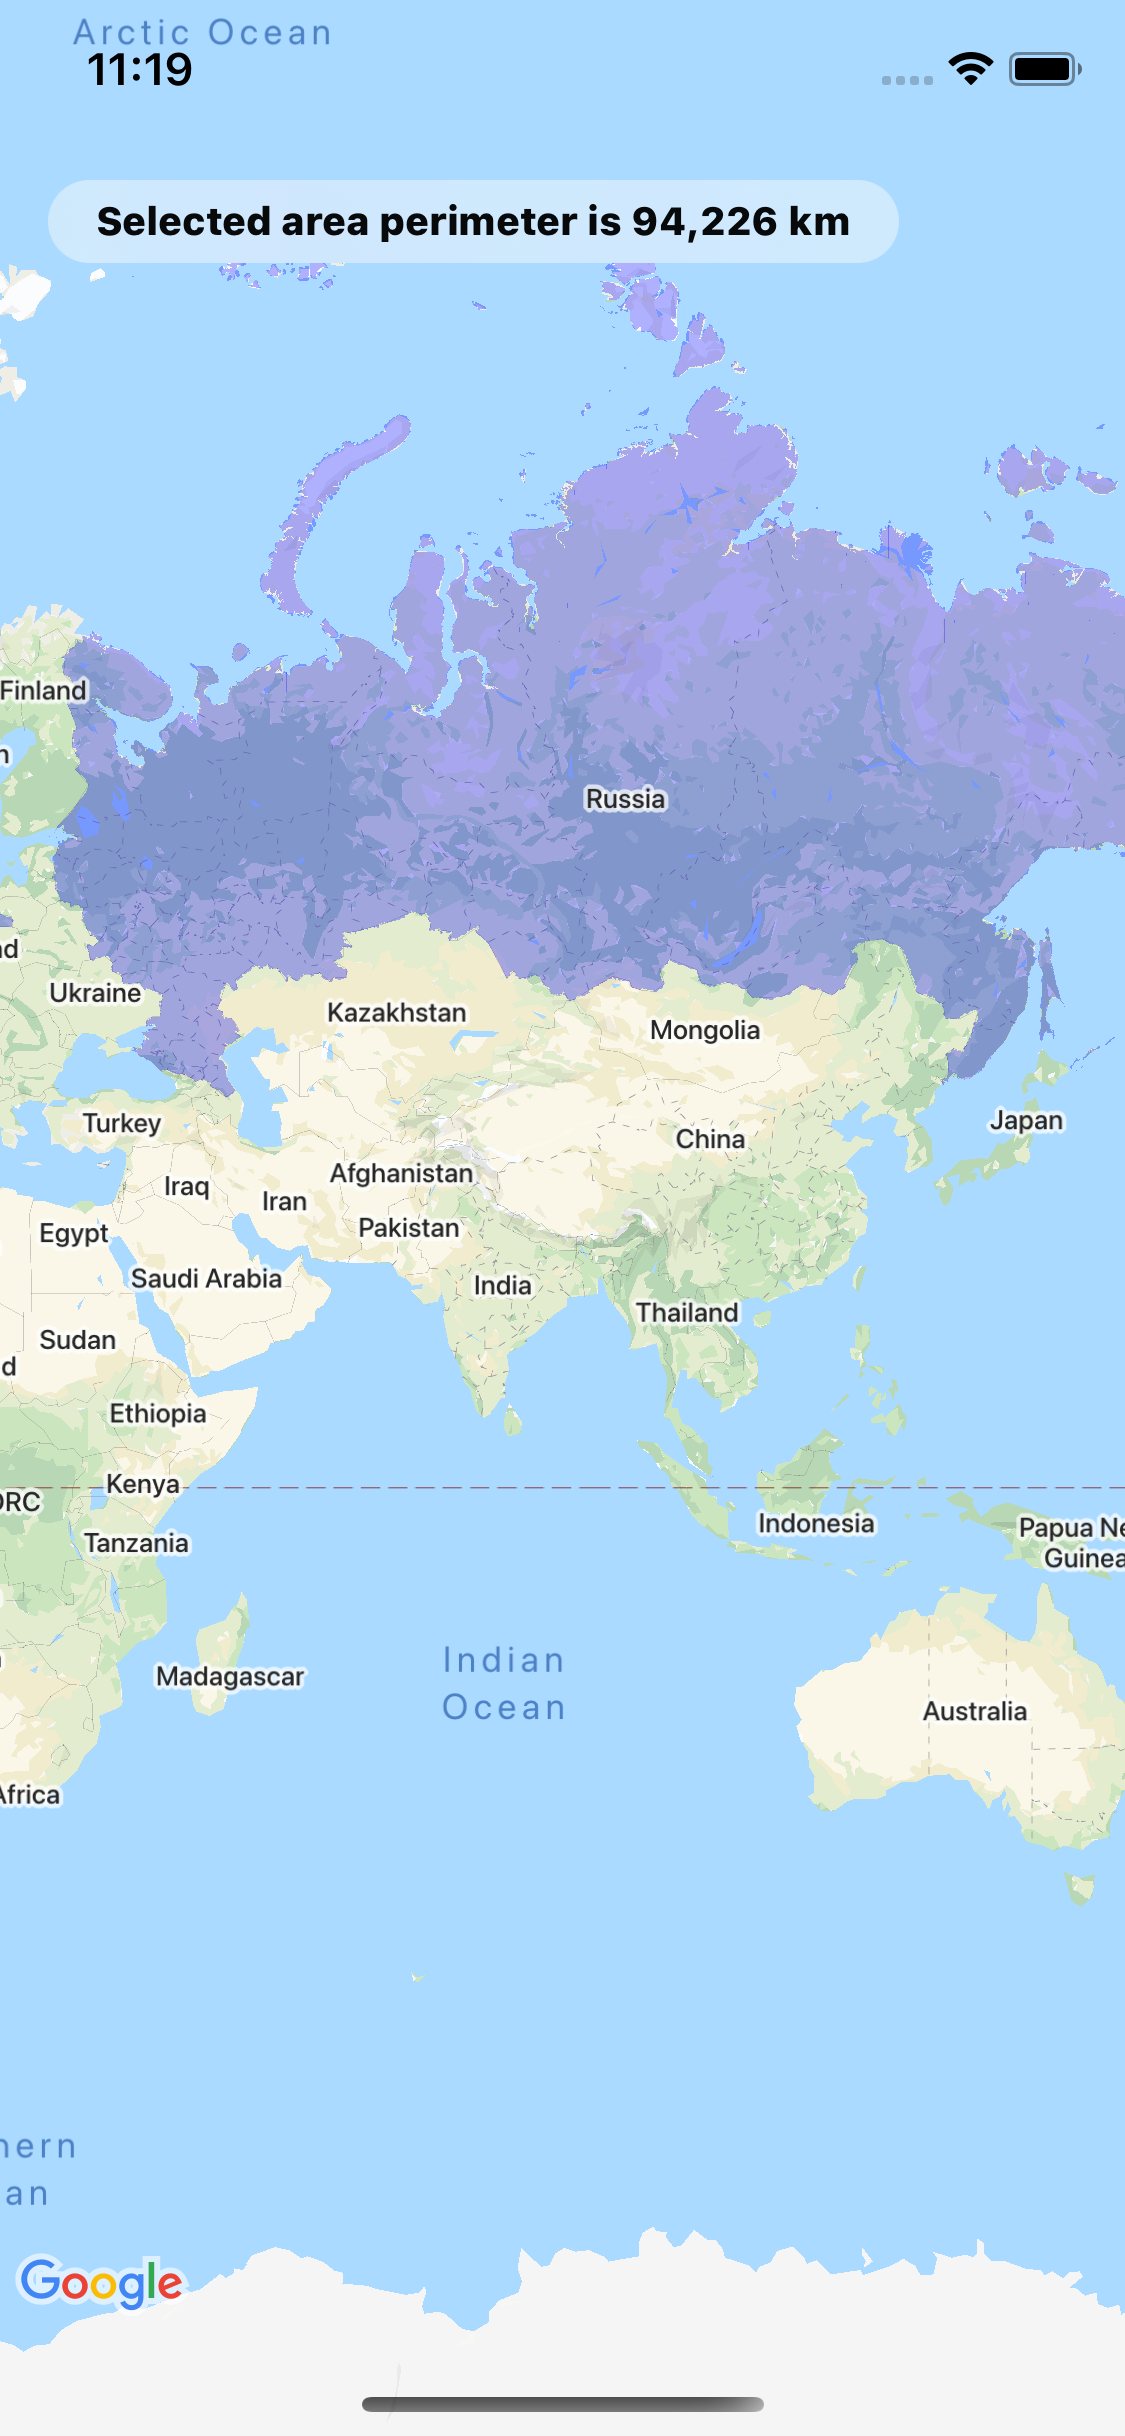 Arctic Ocean
11:19
Selected area perimeter is 94,226 km
Finland
Russia
Ukraine
Kazakhstan
Mongolia
Turkey
Japan
China
Afghanistan
Iraq
Iran
Pakistan
Egypt
Saudi Arabia
India
Thailand
Sudan
Ethiopia
Kenya
DRC
Indonesia
Papua Ne
Guinea
Tanzania
Indian
Ocean
Madagascar
Australia
Africa
hern
an
Google